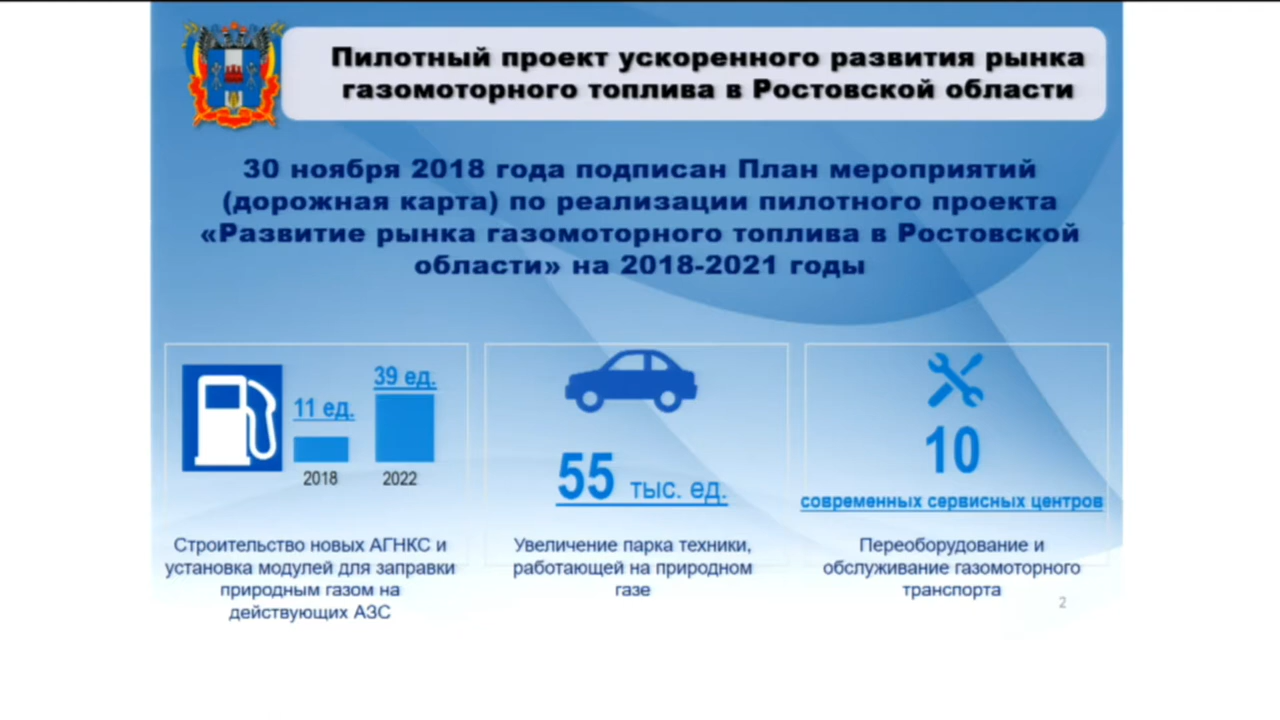 Пилотный проект ускоренного развития рынка
газомоторного топлива в Ростовской области
30 ноября 2018 года подписан План мероприятий
(дорожная карта) по реализации пилотного проекта
«Развитие рынка газомоторного топлива в Ростовской
области» на 2018-2021 годы
11 ед.
39 ед.
2018
2022
Строительство новых АГНКС и
установка модулей для заправки
природным газом на
действующих АЗС
55 тыс. ед.
Увеличение парка техники,
работающей на природном
газе
10
современных сервисных центров
Переоборудование и
обслуживание газомоторного
транспорта
2